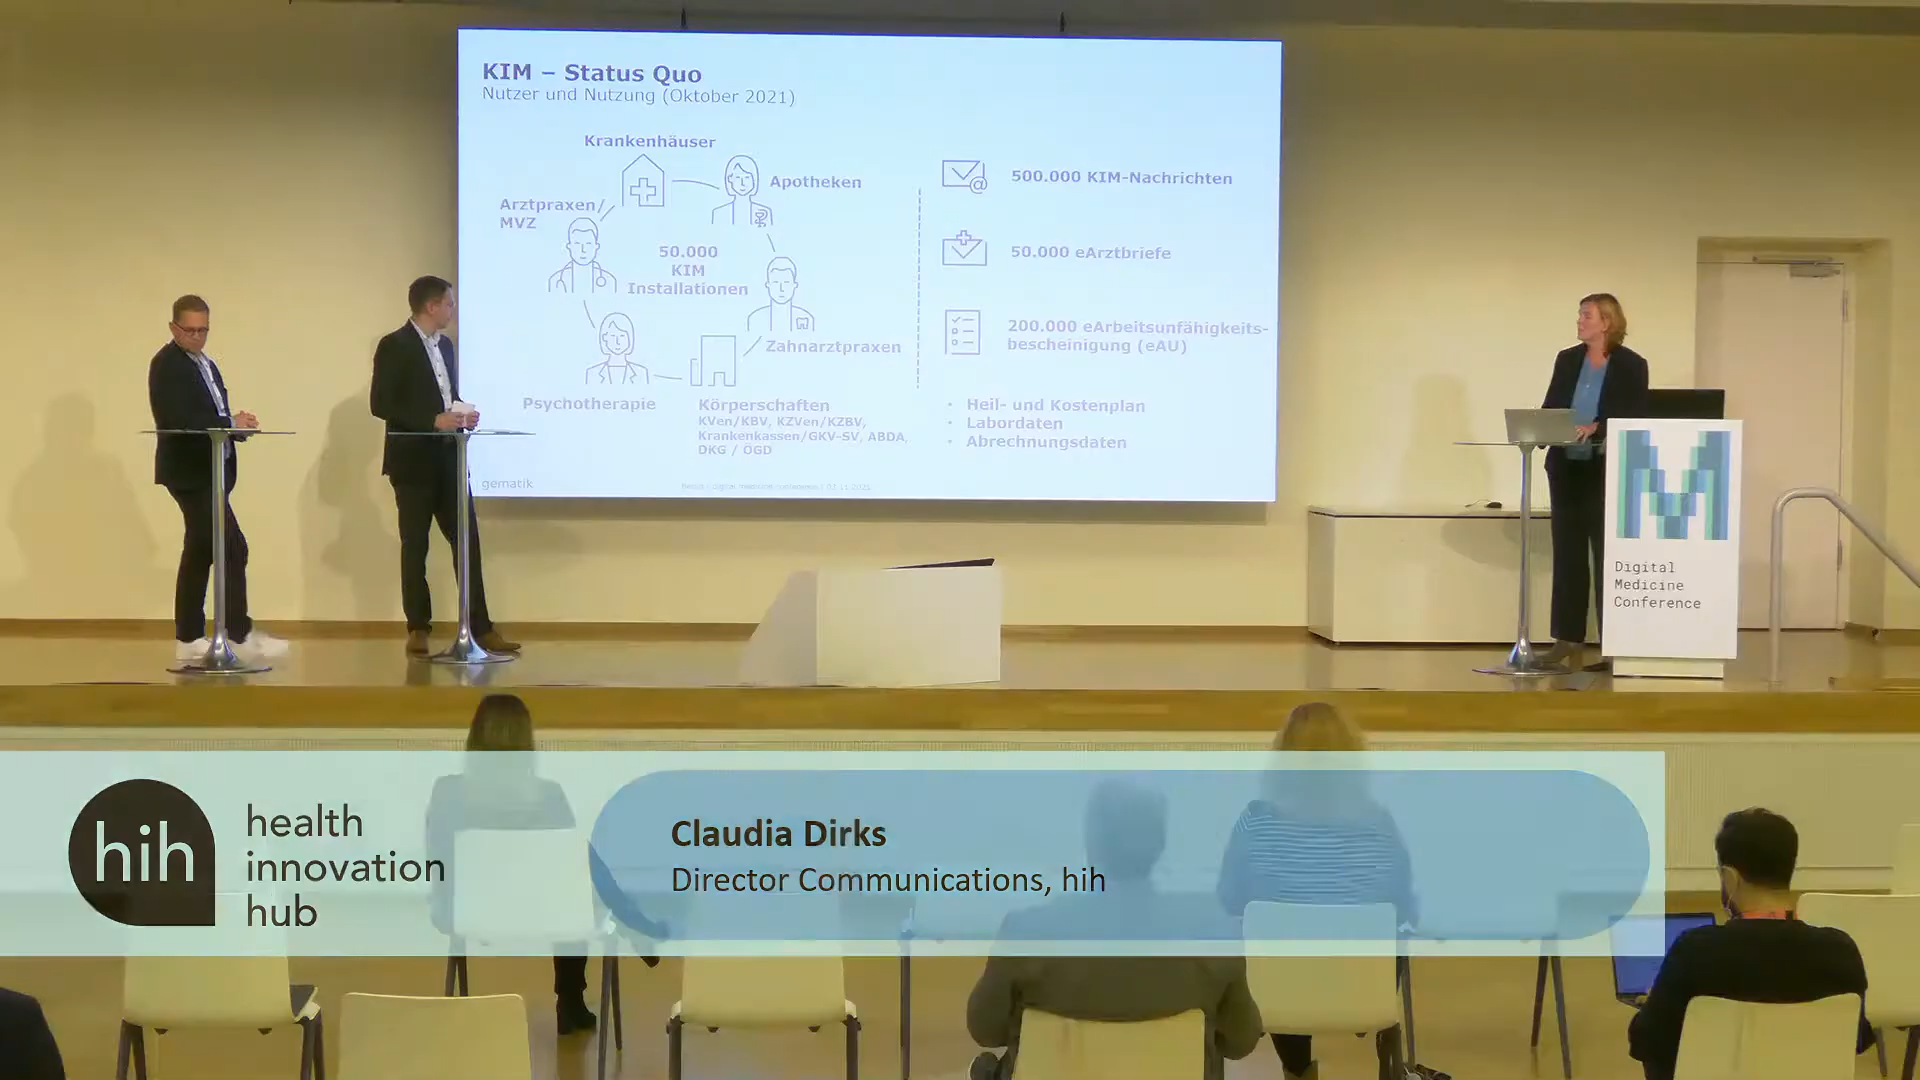 KIM – Status Quo
Nutzer und Nutzung (Oktober 2021)
Krankenhäuser
Apotheken
Arztpraxen/
MVZ
50.000
KIM
Installationen
Zahnarztpraxen
Psychotherapie
Körperschaften
KVen/KBV, KZVen/KZBV,
Krankenkassen/GKV-SV, ABDA,
DKG / ÖGD
500.000 KIM-Nachrichten
50.000 eArztbriefe
200.000 eArbeitsunfähigkeits-
bescheinigung (eAU)
• Heil- und Kostenplan
• Labordaten
• Abrechnungsdaten
gematik
Digital
Medicine
Conference
hih
health
innovation
hub
Claudia Dirks
Director Communications, hih